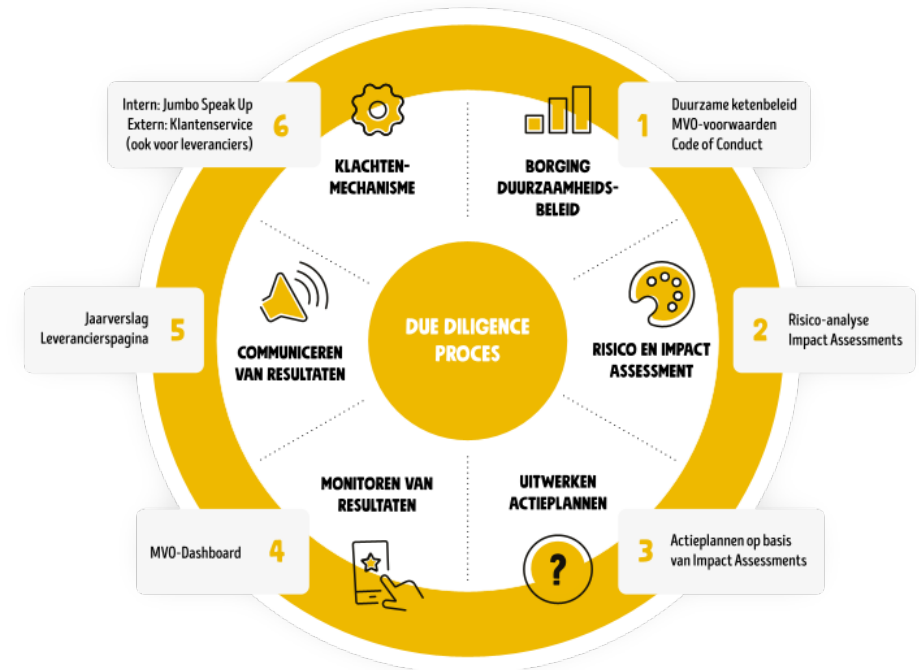 DUE DILIGENCE
PROCES
1
Duurzame ketenbeleid
MVO-voorwaarden
Code of Conduct
BORGING
DUURZAAMHEIDS-
BELEID
2
Risico-analyse
Impact Assessments
RISICO EN IMPACT
ASSESSMENT
3
Actieplannen op basis
van Impact Assessments
UITWERKEN
ACTIEPLANNEN
?
4
MVO-Dashboard
MONITOREN VAN
RESULTATEN
5
Jaarverslag
Leverancierspagina
COMMUNICEREN
VAN RESULTATEN
6
Intern: Jumbo Speak Up
Extern: Klantenservice
(ook voor leveranciers)
KLACHTEN-
MECHANISME